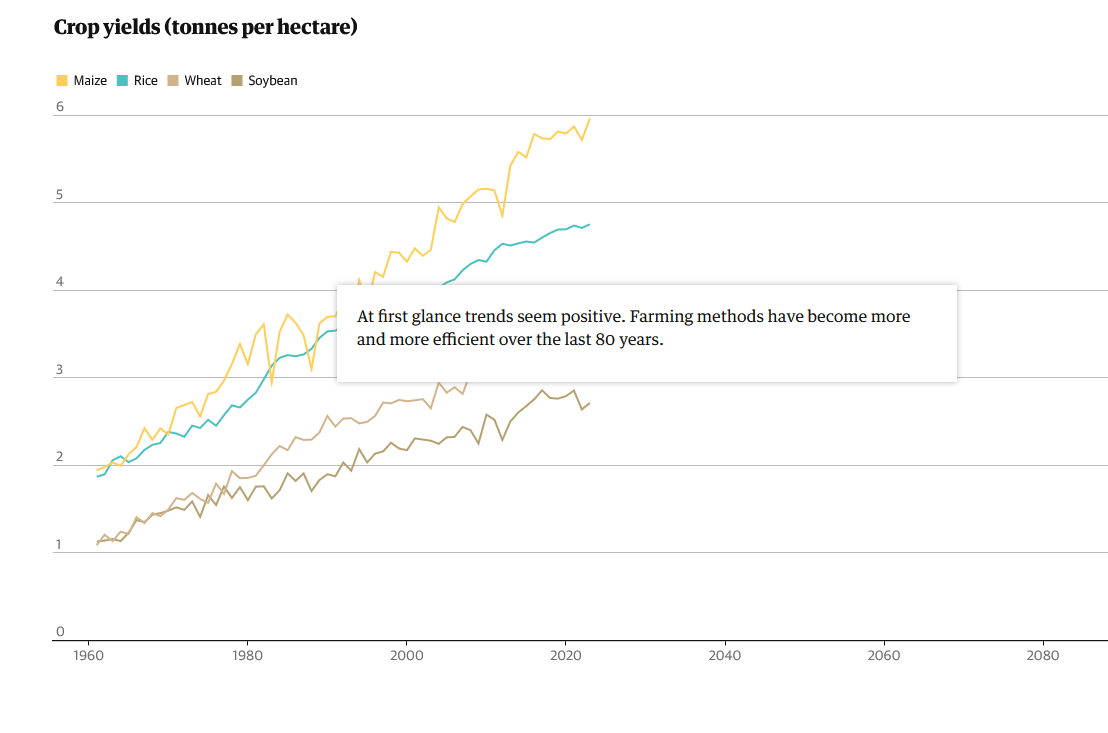 Crop yields (tonnes per hectare)
Maize Rice Wheat Soybean
6
5
4
At first glance trends seem positive. Farming methods have become more
and more efficient over the last 80 years.
3
2
1
0
1960 1980 2000 2020 2040 2060 2080